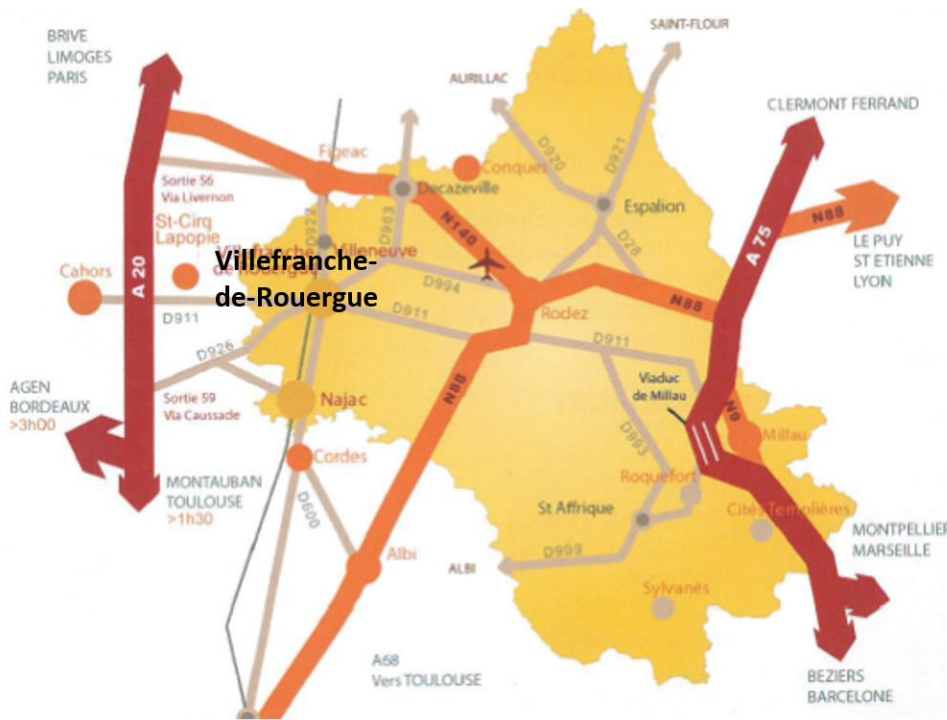 BRIVE
LIMOGES
PARIS
SAINT-FLOUR
AURILLAC
CLERMONT FERRAND
D920
D921
Figeac
Conques
Decazeville
Sortie 56
Via Livernon
N140
Espalion
N88
A 75
LE PUY
ST ETIENNE
LYON
St-Cirq
Lapopie
D922
D963
Villeneuve
D28
Villefranche-
de-Rouergue
Cahors
A 20
D994
N88
D911
D911
Rodez
D911
D926
Viaduc
de Millau
AGEN
BORDEAUX
>3h00
Sortie 59
Via Caussade
Najac
N88
N9
Millau
D993
Cordes
Roquefort
MONTAUBAN
TOULOUSE
>1h30
D600
St Affrique
Cités Templières
MONTPELLIER
MARSEILLE
Albi
ALBI
D999
Sylvanès
A68
Vers TOULOUSE
BEZIERS
BARCELONE